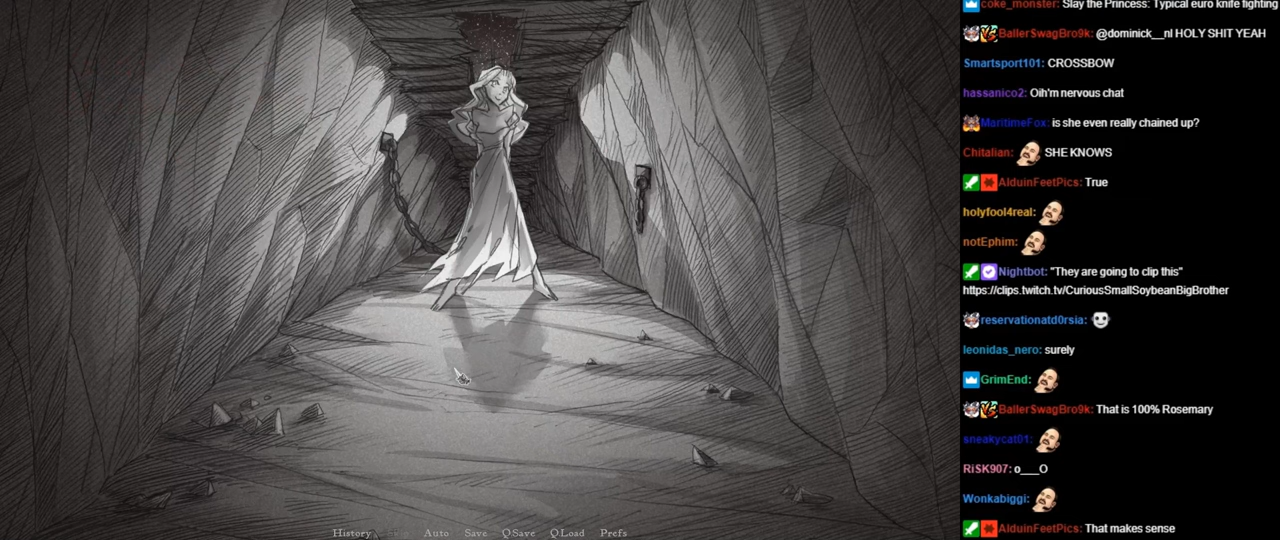 History Auto Save QSave QLoad Prefs
coke_monster: Slay the Princess: Typical euro knife fighting
Baller$wagBro9k: @dominick__nl HOLY SHIT YEAH
Smartsport101: CROSSBOW
hassanico2: Oih'm nervous chat
MaritimeFox: is she even really chained up?
Chitalian: SHE KNOWS
AlduinFeetPics: True
holyfool4real:
notEphim:
Nightbot: "They are going to clip this"
https://clips.twitch.tv/CuriousSmallSoybeanBigBrother
reservationatd0rsia:
leonidas_nero: surely
GrimEnd:
Baller$wagBro9k: That is 100% Rosemary
sneakycat01:
RiSK907: o___O
Wonkabiggi:
AlduinFeetPics: That makes sense